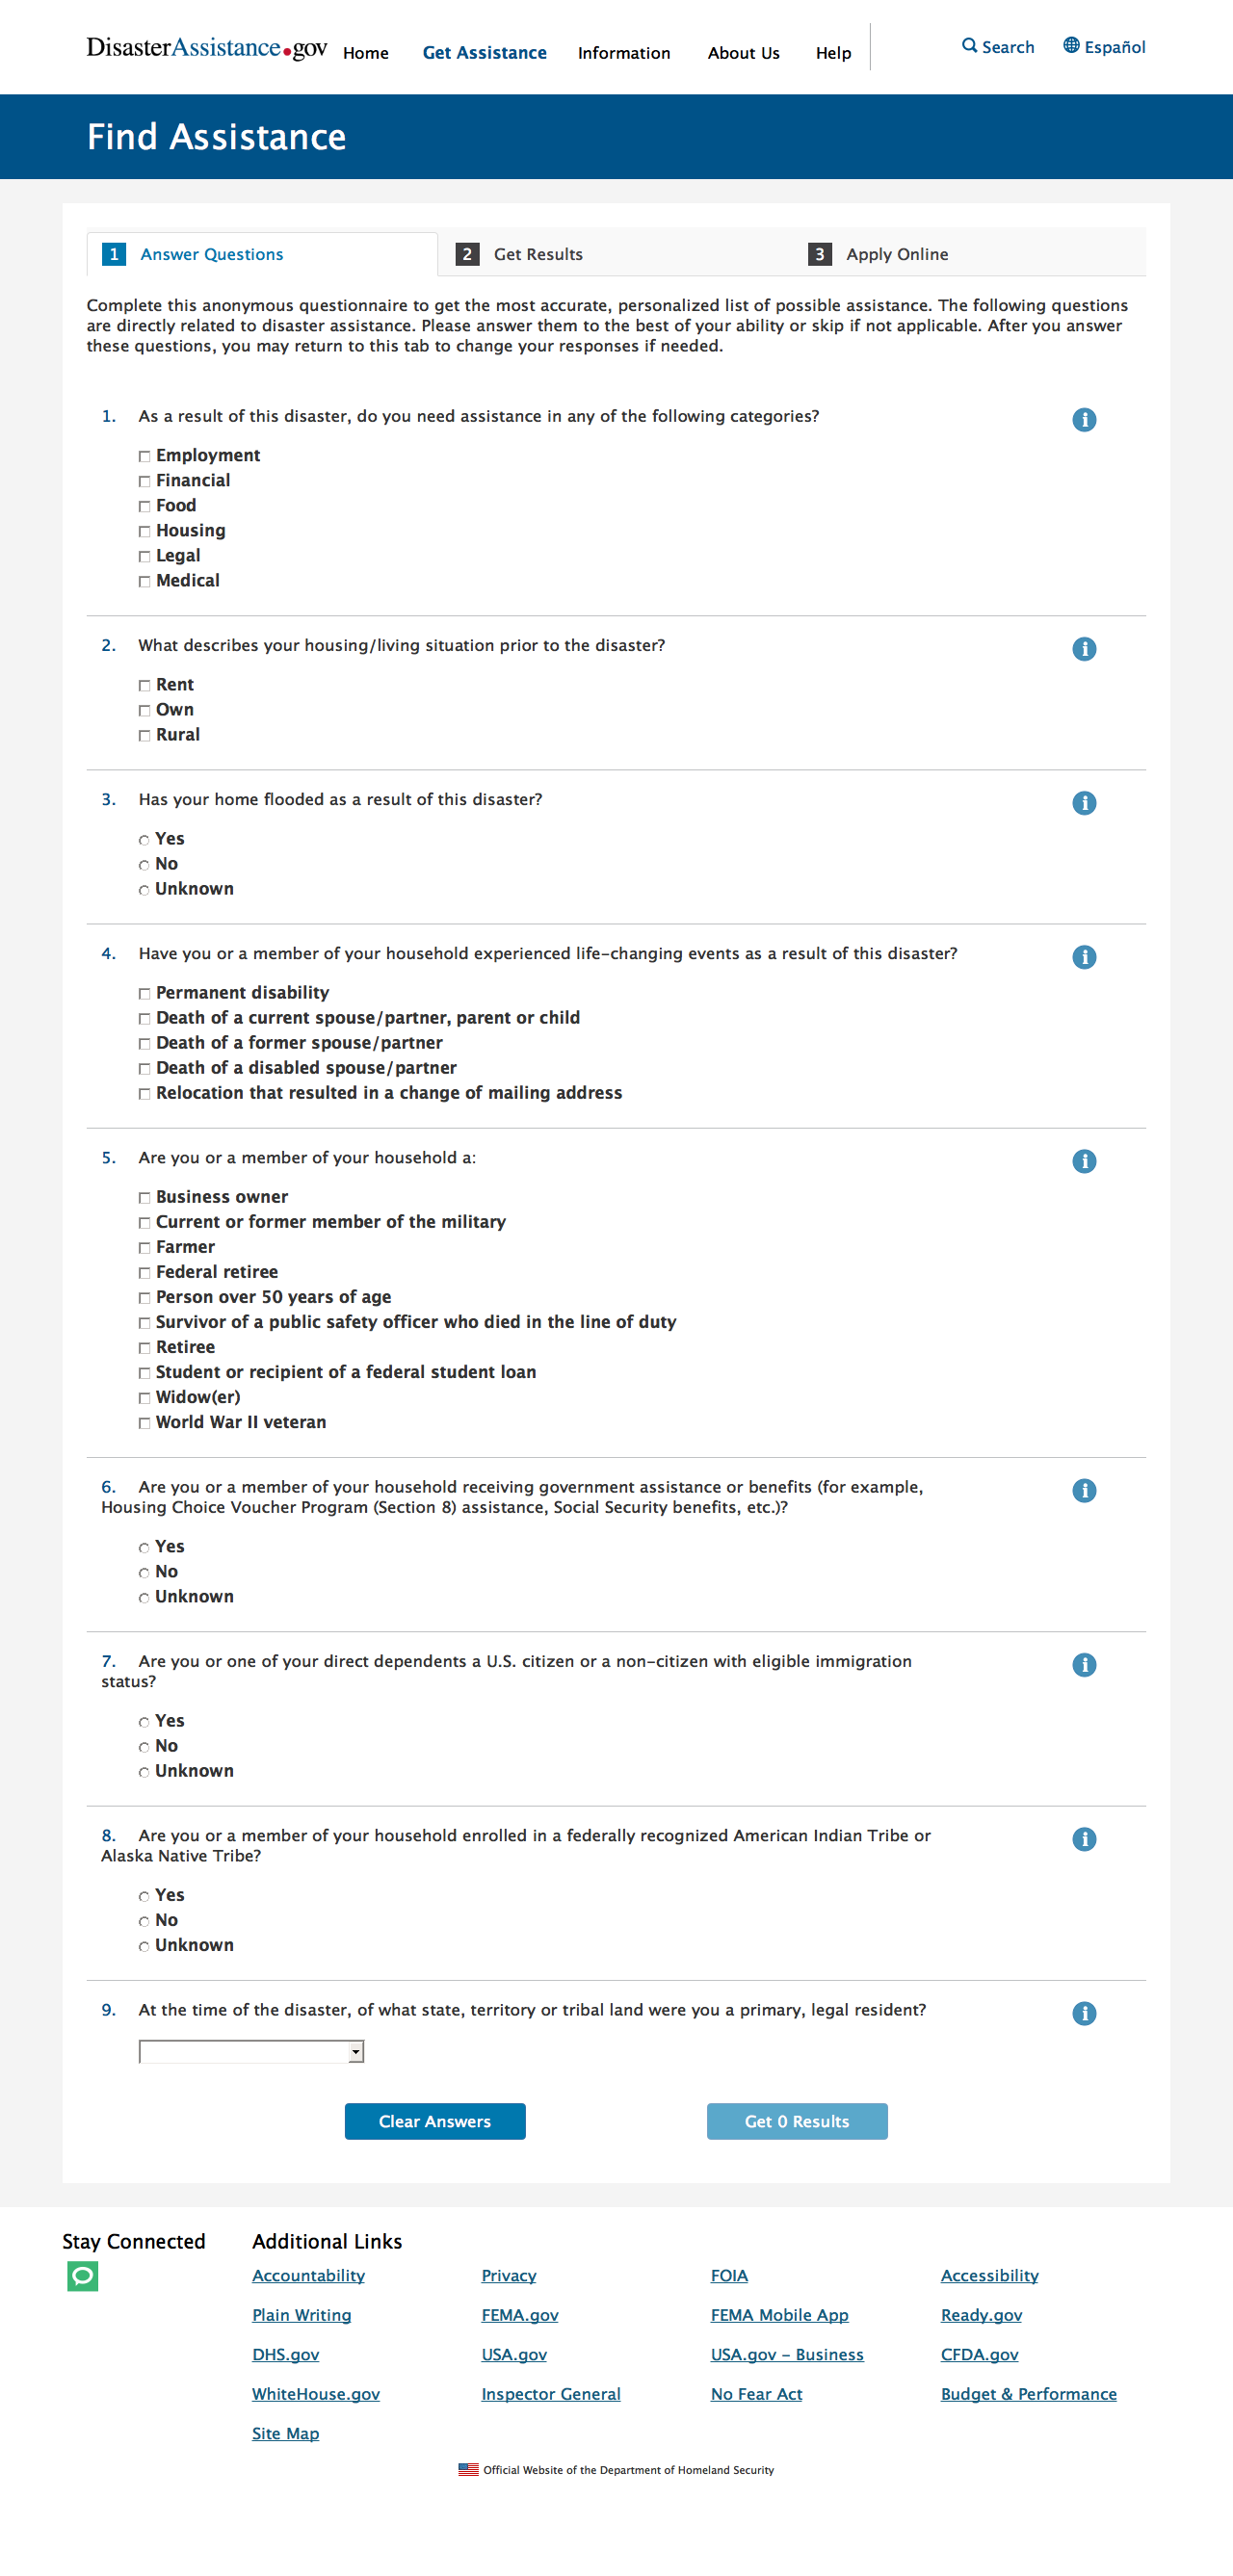 DisasterAssistance.gov Home Get Assistance Information About Us Help Search Español
Find Assistance
1 Answer Questions 2 Get Results 3 Apply Online
Complete this anonymous questionnaire to get the most accurate, personalized list of possible assistance. The following questions
are directly related to disaster assistance. Please answer them to the best of your ability or skip if not applicable. After you answer
these questions, you may return to this tab to change your responses if needed.
1. As a result of this disaster, do you need assistance in any of the following categories?
Employment
Financial
Food
Housing
Legal
Medical
2. What describes your housing/living situation prior to the disaster?
Rent
Own
Rural
3. Has your home flooded as a result of this disaster?
Yes
No
Unknown
4. Have you or a member of your household experienced life-changing events as a result of this disaster?
Permanent disability
Death of a current spouse/partner, parent or child
Death of a former spouse/partner
Death of a disabled spouse/partner
Relocation that resulted in a change of mailing address
5. Are you or a member of your household a:
Business owner
Current or former member of the military
Farmer
Federal retiree
Person over 50 years of age
Survivor of a public safety officer who died in the line of duty
Retiree
Student or recipient of a federal student loan
Widow(er)
World War II veteran
6. Are you or a member of your household receiving government assistance or benefits (for example,
Housing Choice Voucher Program (Section 8) assistance, Social Security benefits, etc.)?
Yes
No
Unknown
7. Are you or one of your direct dependents a U.S. citizen or a non-citizen with eligible immigration
status?
Yes
No
Unknown
8. Are you or a member of your household enrolled in a federally recognized American Indian Tribe or
Alaska Native Tribe?
Yes
No
Unknown
9. At the time of the disaster, of what state, territory or tribal land were you a primary, legal resident?
Clear Answers Get 0 Results
Stay Connected Additional Links
Accountability Privacy FOIA Accessibility
Plain Writing FEMA.gov FEMA Mobile App Ready.gov
DHS.gov USA.gov USA.gov - Business CFDA.gov
WhiteHouse.gov Inspector General No Fear Act Budget & Performance
Site Map
Official Website of the Department of Homeland Security